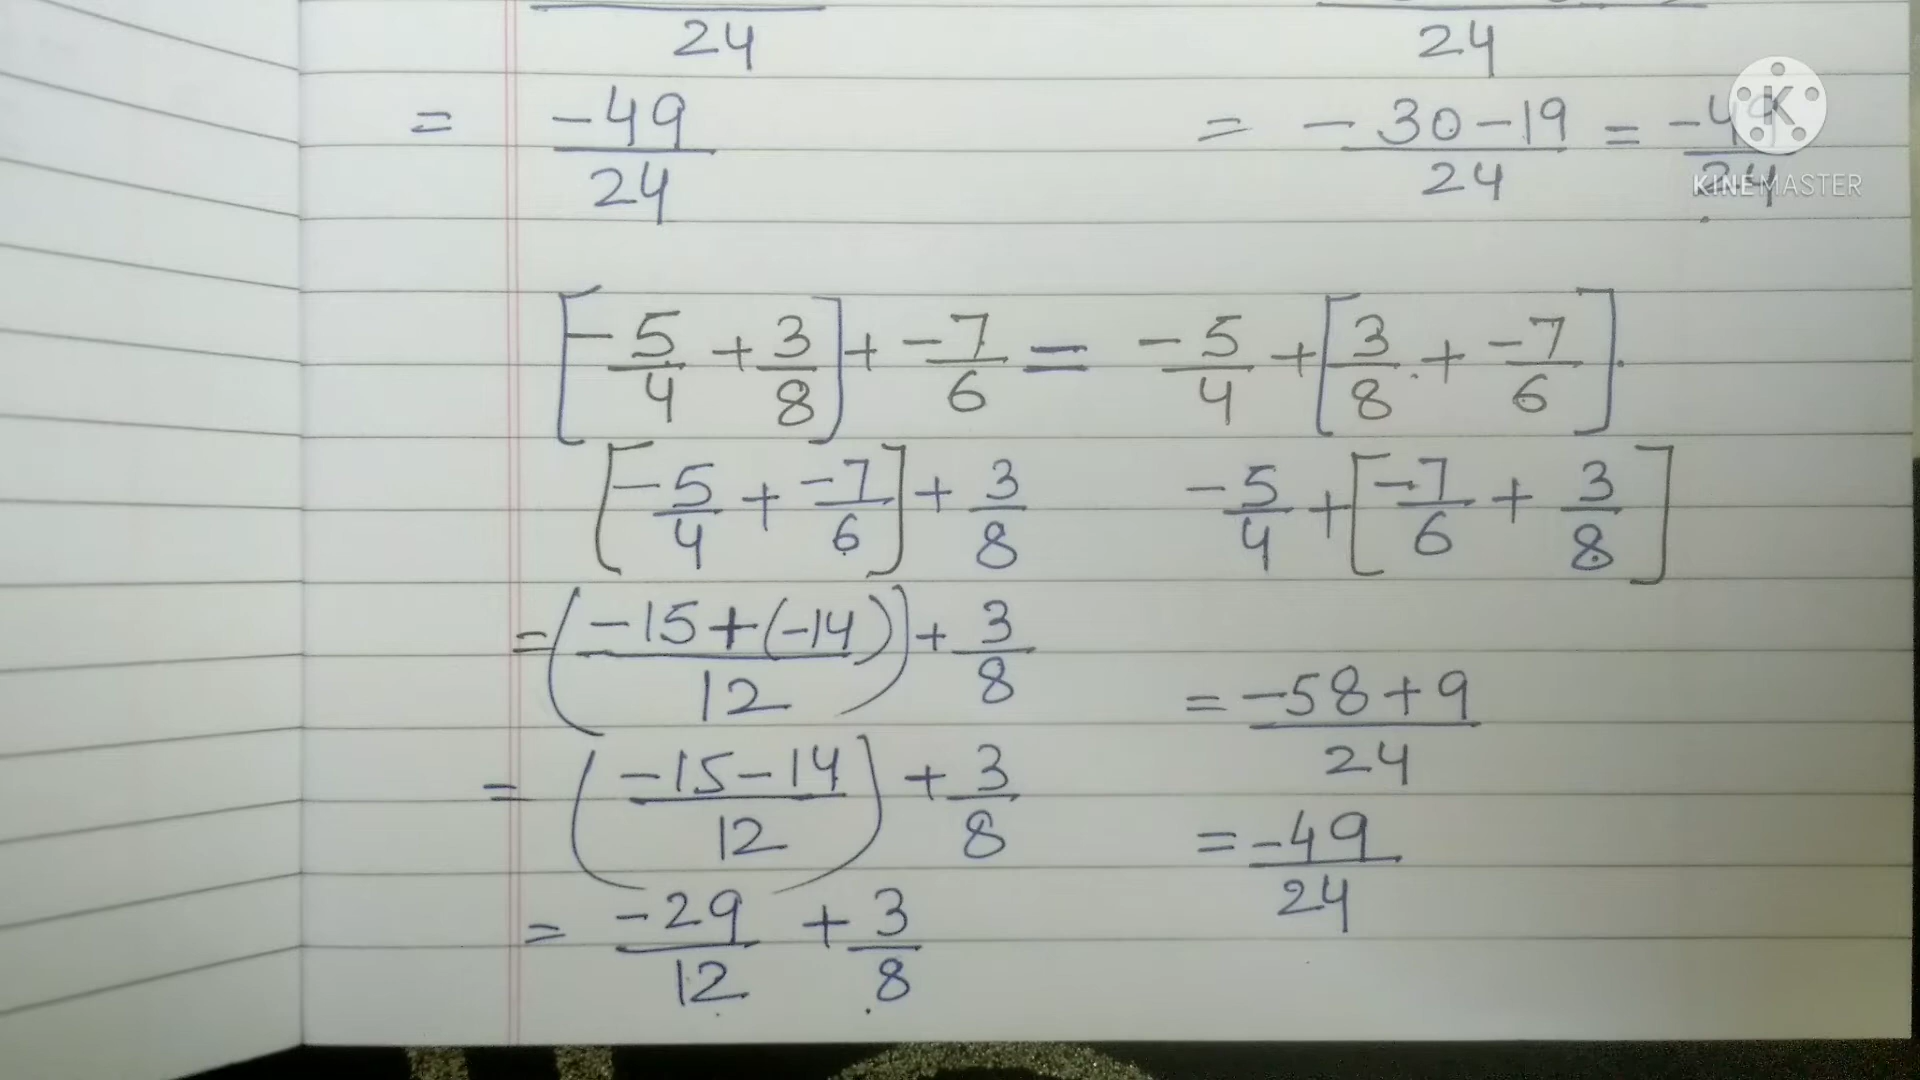 24 24
= -49/24 = -30-19/24 = -49/24
KINEMASTER
[-5/4 + 3/8] + -7/6 = -5/4 + [3/8 + -7/6].
[-5/4 + -7/6] + 3/8 -5/4 + [-7/6 + 3/8]
= (-15+(-14)/12) + 3/8
= -58+9/24
= (-15-14/12) + 3/8
= -49/24
= -29/12 + 3/8